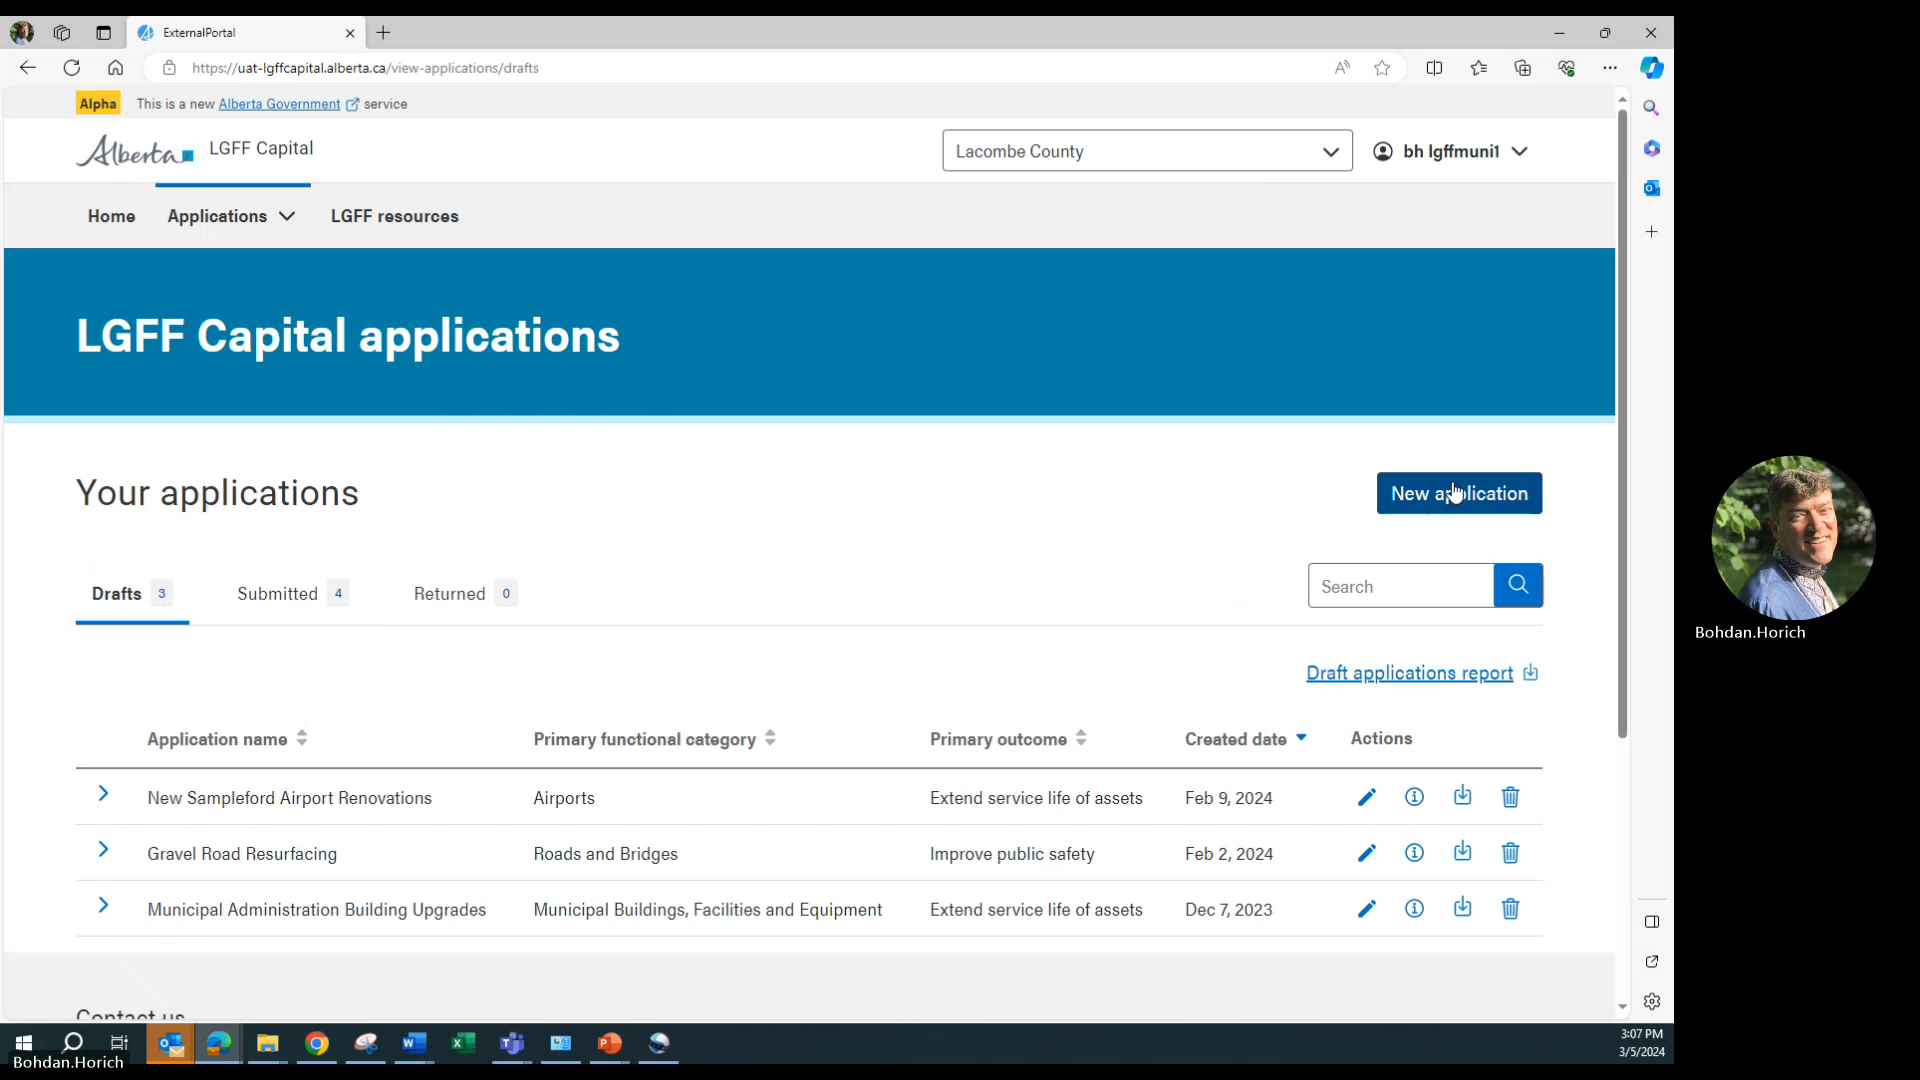 ExternalPortal
https://uat-lgffcapital.alberta.ca/view-applications/drafts
Alpha This is a new Alberta Government service
Alberta LGFF Capital
Lacombe County
bh lgffmuni1
Home Applications LGFF resources
LGFF Capital applications
Your applications
New application
Drafts 3 Submitted 4 Returned 0
Search
Draft applications report
Application name Primary functional category Primary outcome Created date Actions
New Sampleford Airport Renovations Airports Extend service life of assets Feb 9, 2024
Gravel Road Resurfacing Roads and Bridges Improve public safety Feb 2, 2024
Municipal Administration Building Upgrades Municipal Buildings, Facilities and Equipment Extend service life of assets Dec 7, 2023
Contact us
Bohdan.Horich
3:07 PM
3/5/2024
Bohdan.Horich